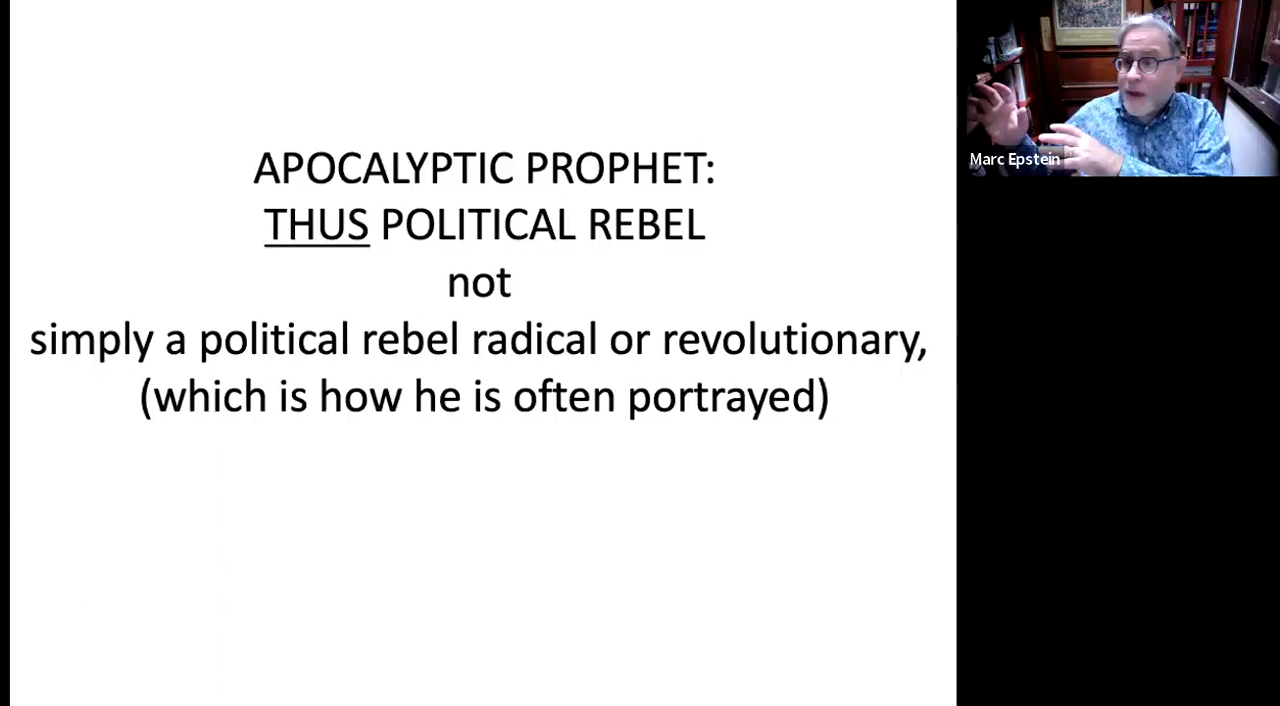 APOCALYPTIC PROPHET:
THUS POLITICAL REBEL
not
simply a political rebel radical or revolutionary,
(which is how he is often portrayed)
Marc Epstein